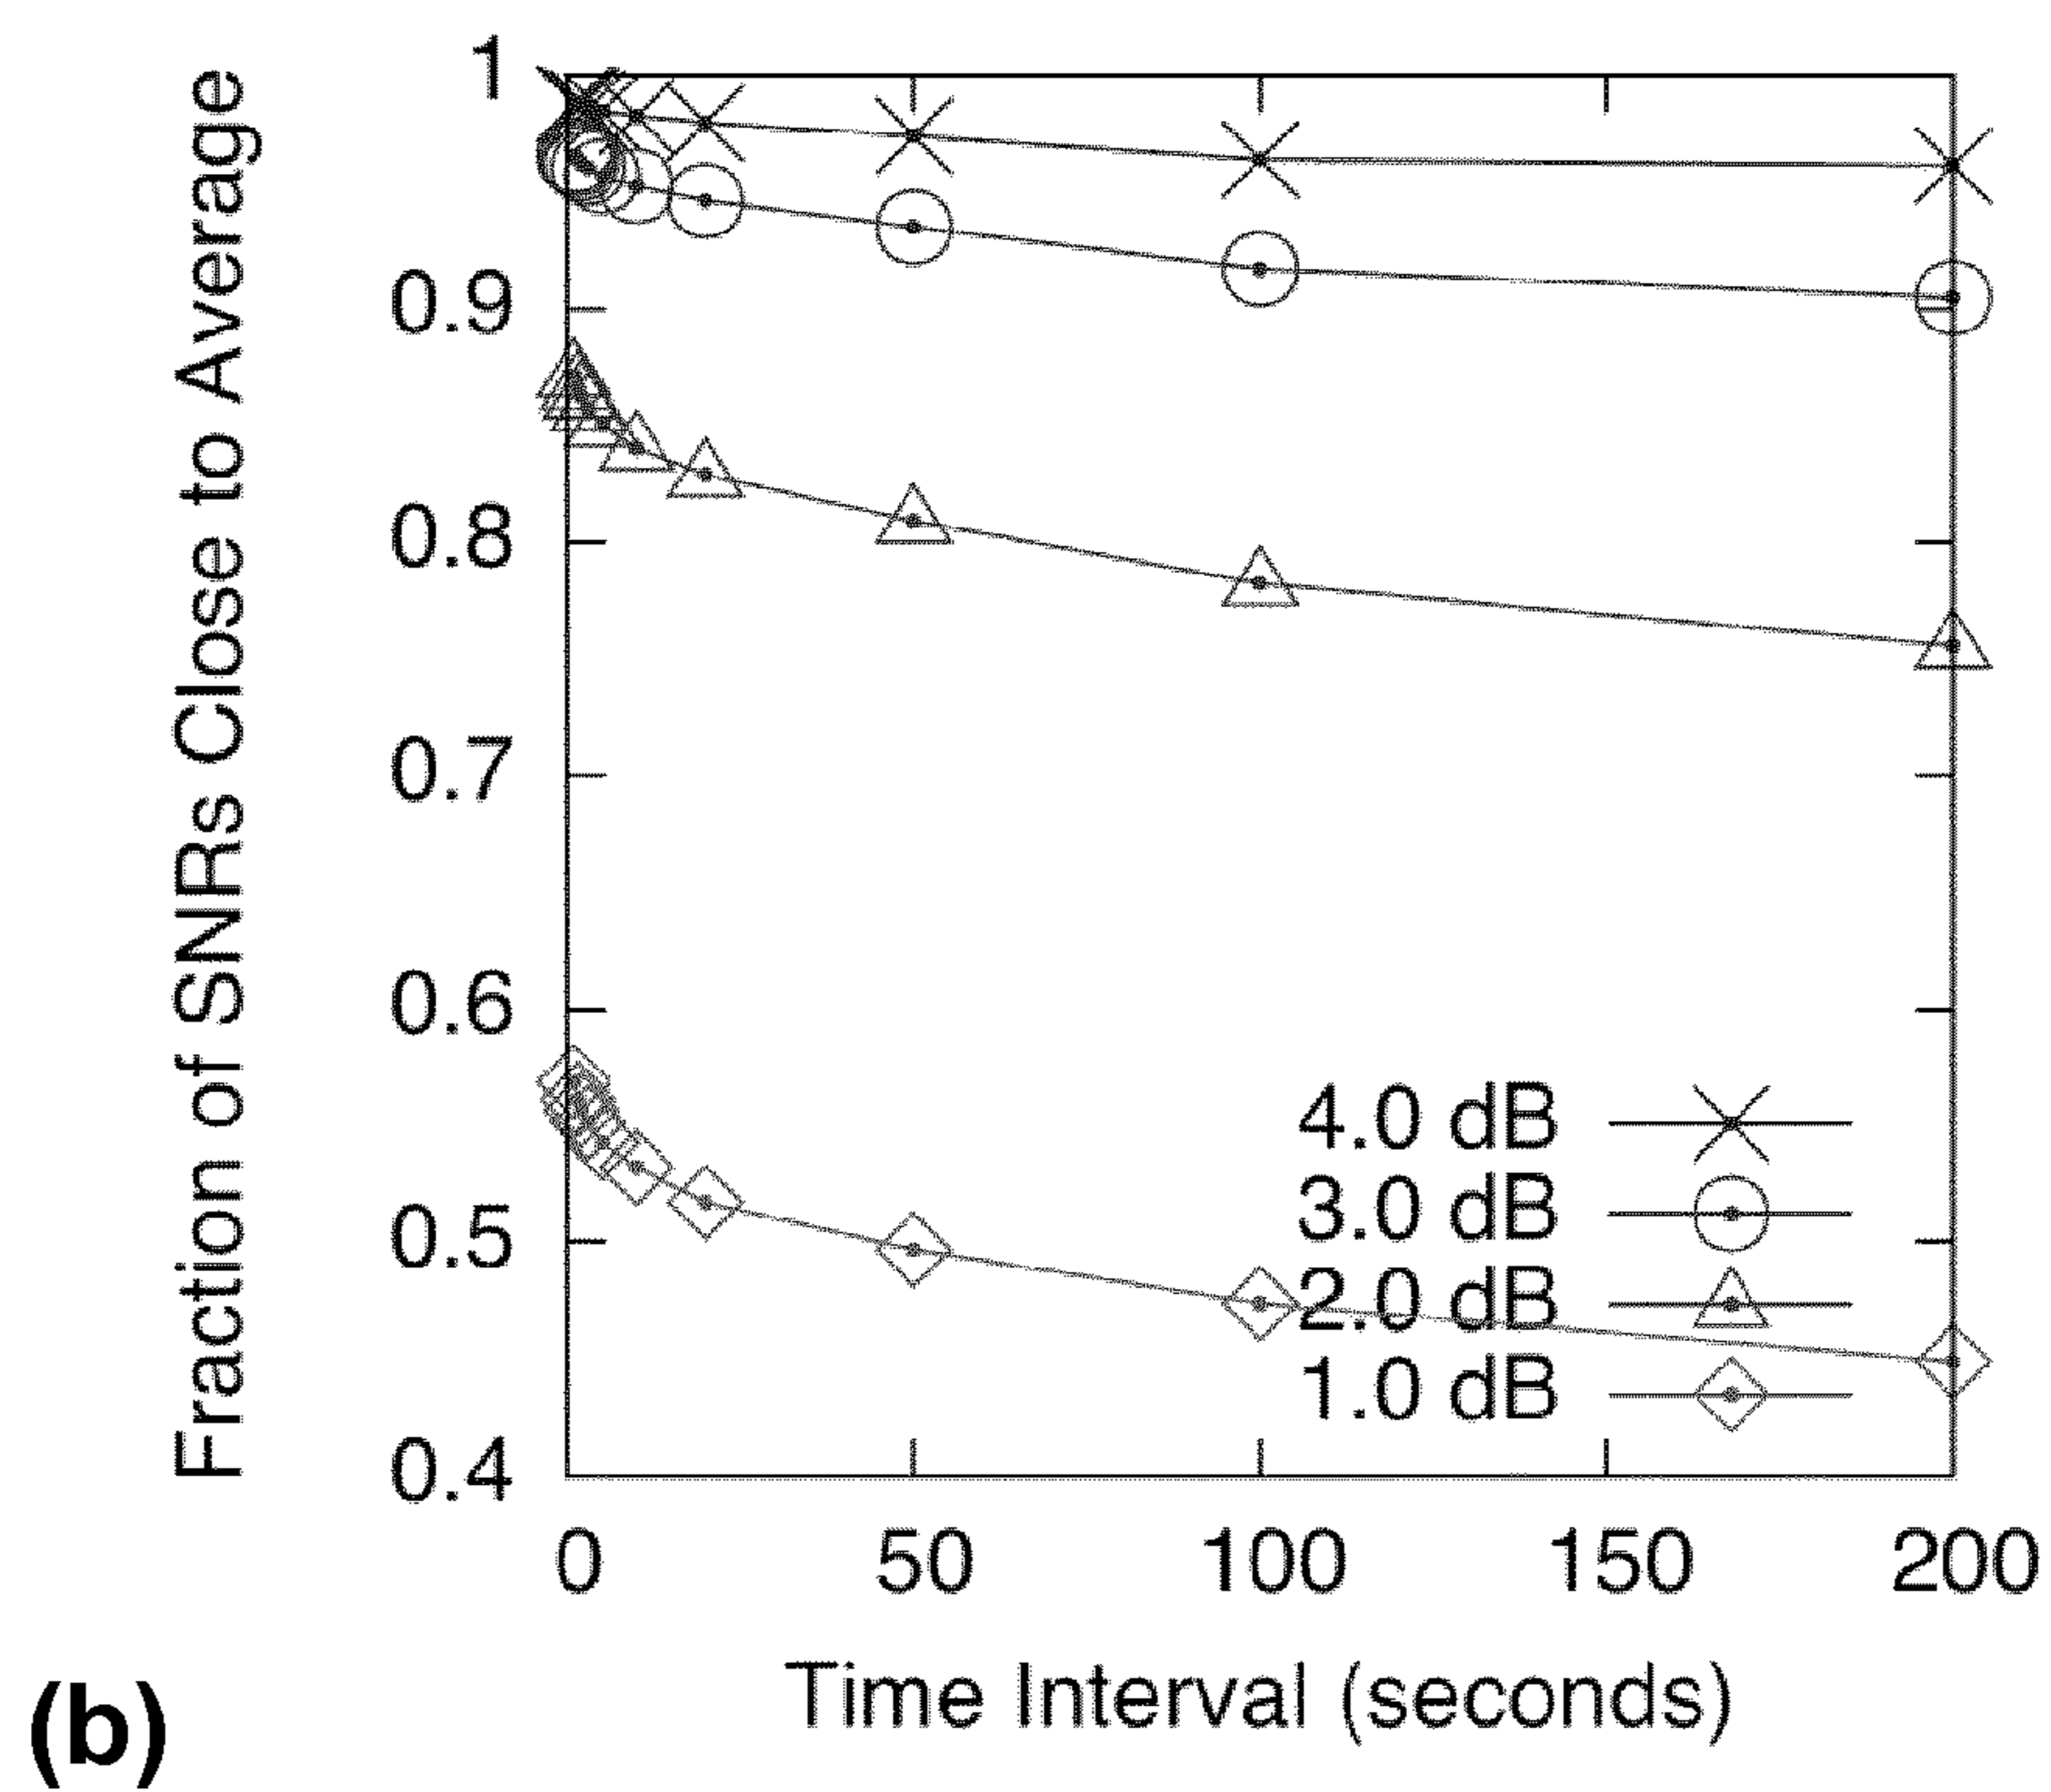 Fraction of SNRs Close to Average
1
0.9
0.8
0.7
0.6
0.5
0.4
4.0 dB
3.0 dB
2.0 dB
1.0 dB
0 50 100 150 200
Time Interval (seconds)
(b)